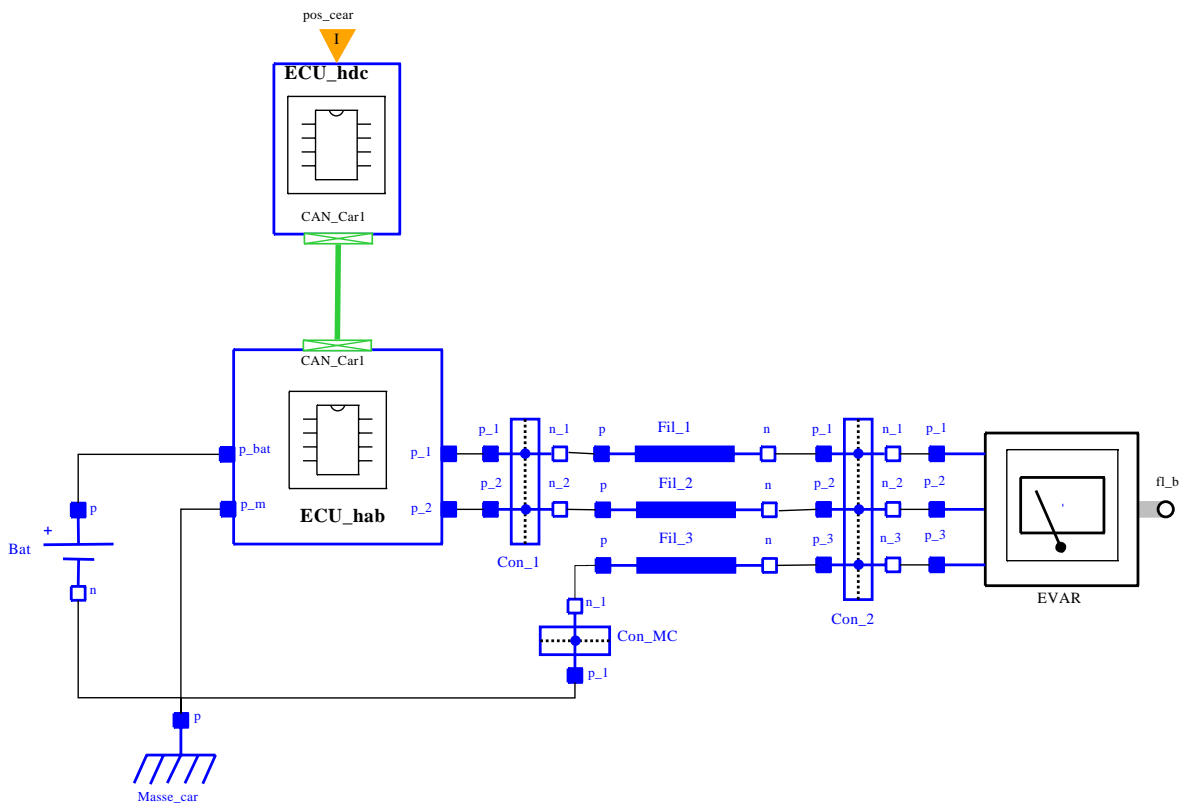 pos_cear
I
ECU_hdc
CAN_Car1
CAN_Car1
p_bat
p_m
ECU_hab
p_1
p_2
p_1 n_1 p Fil_1 n p_1 n_1 p_1
p_2 n_2 p Fil_2 n p_2 n_2 p_2
p Fil_3 n p_3 n_3 p_3
Con_1
Con_2
EVAR
fl_b
p
+
Bat
n
n_1
Con_MC
p_1
p
Masse_car